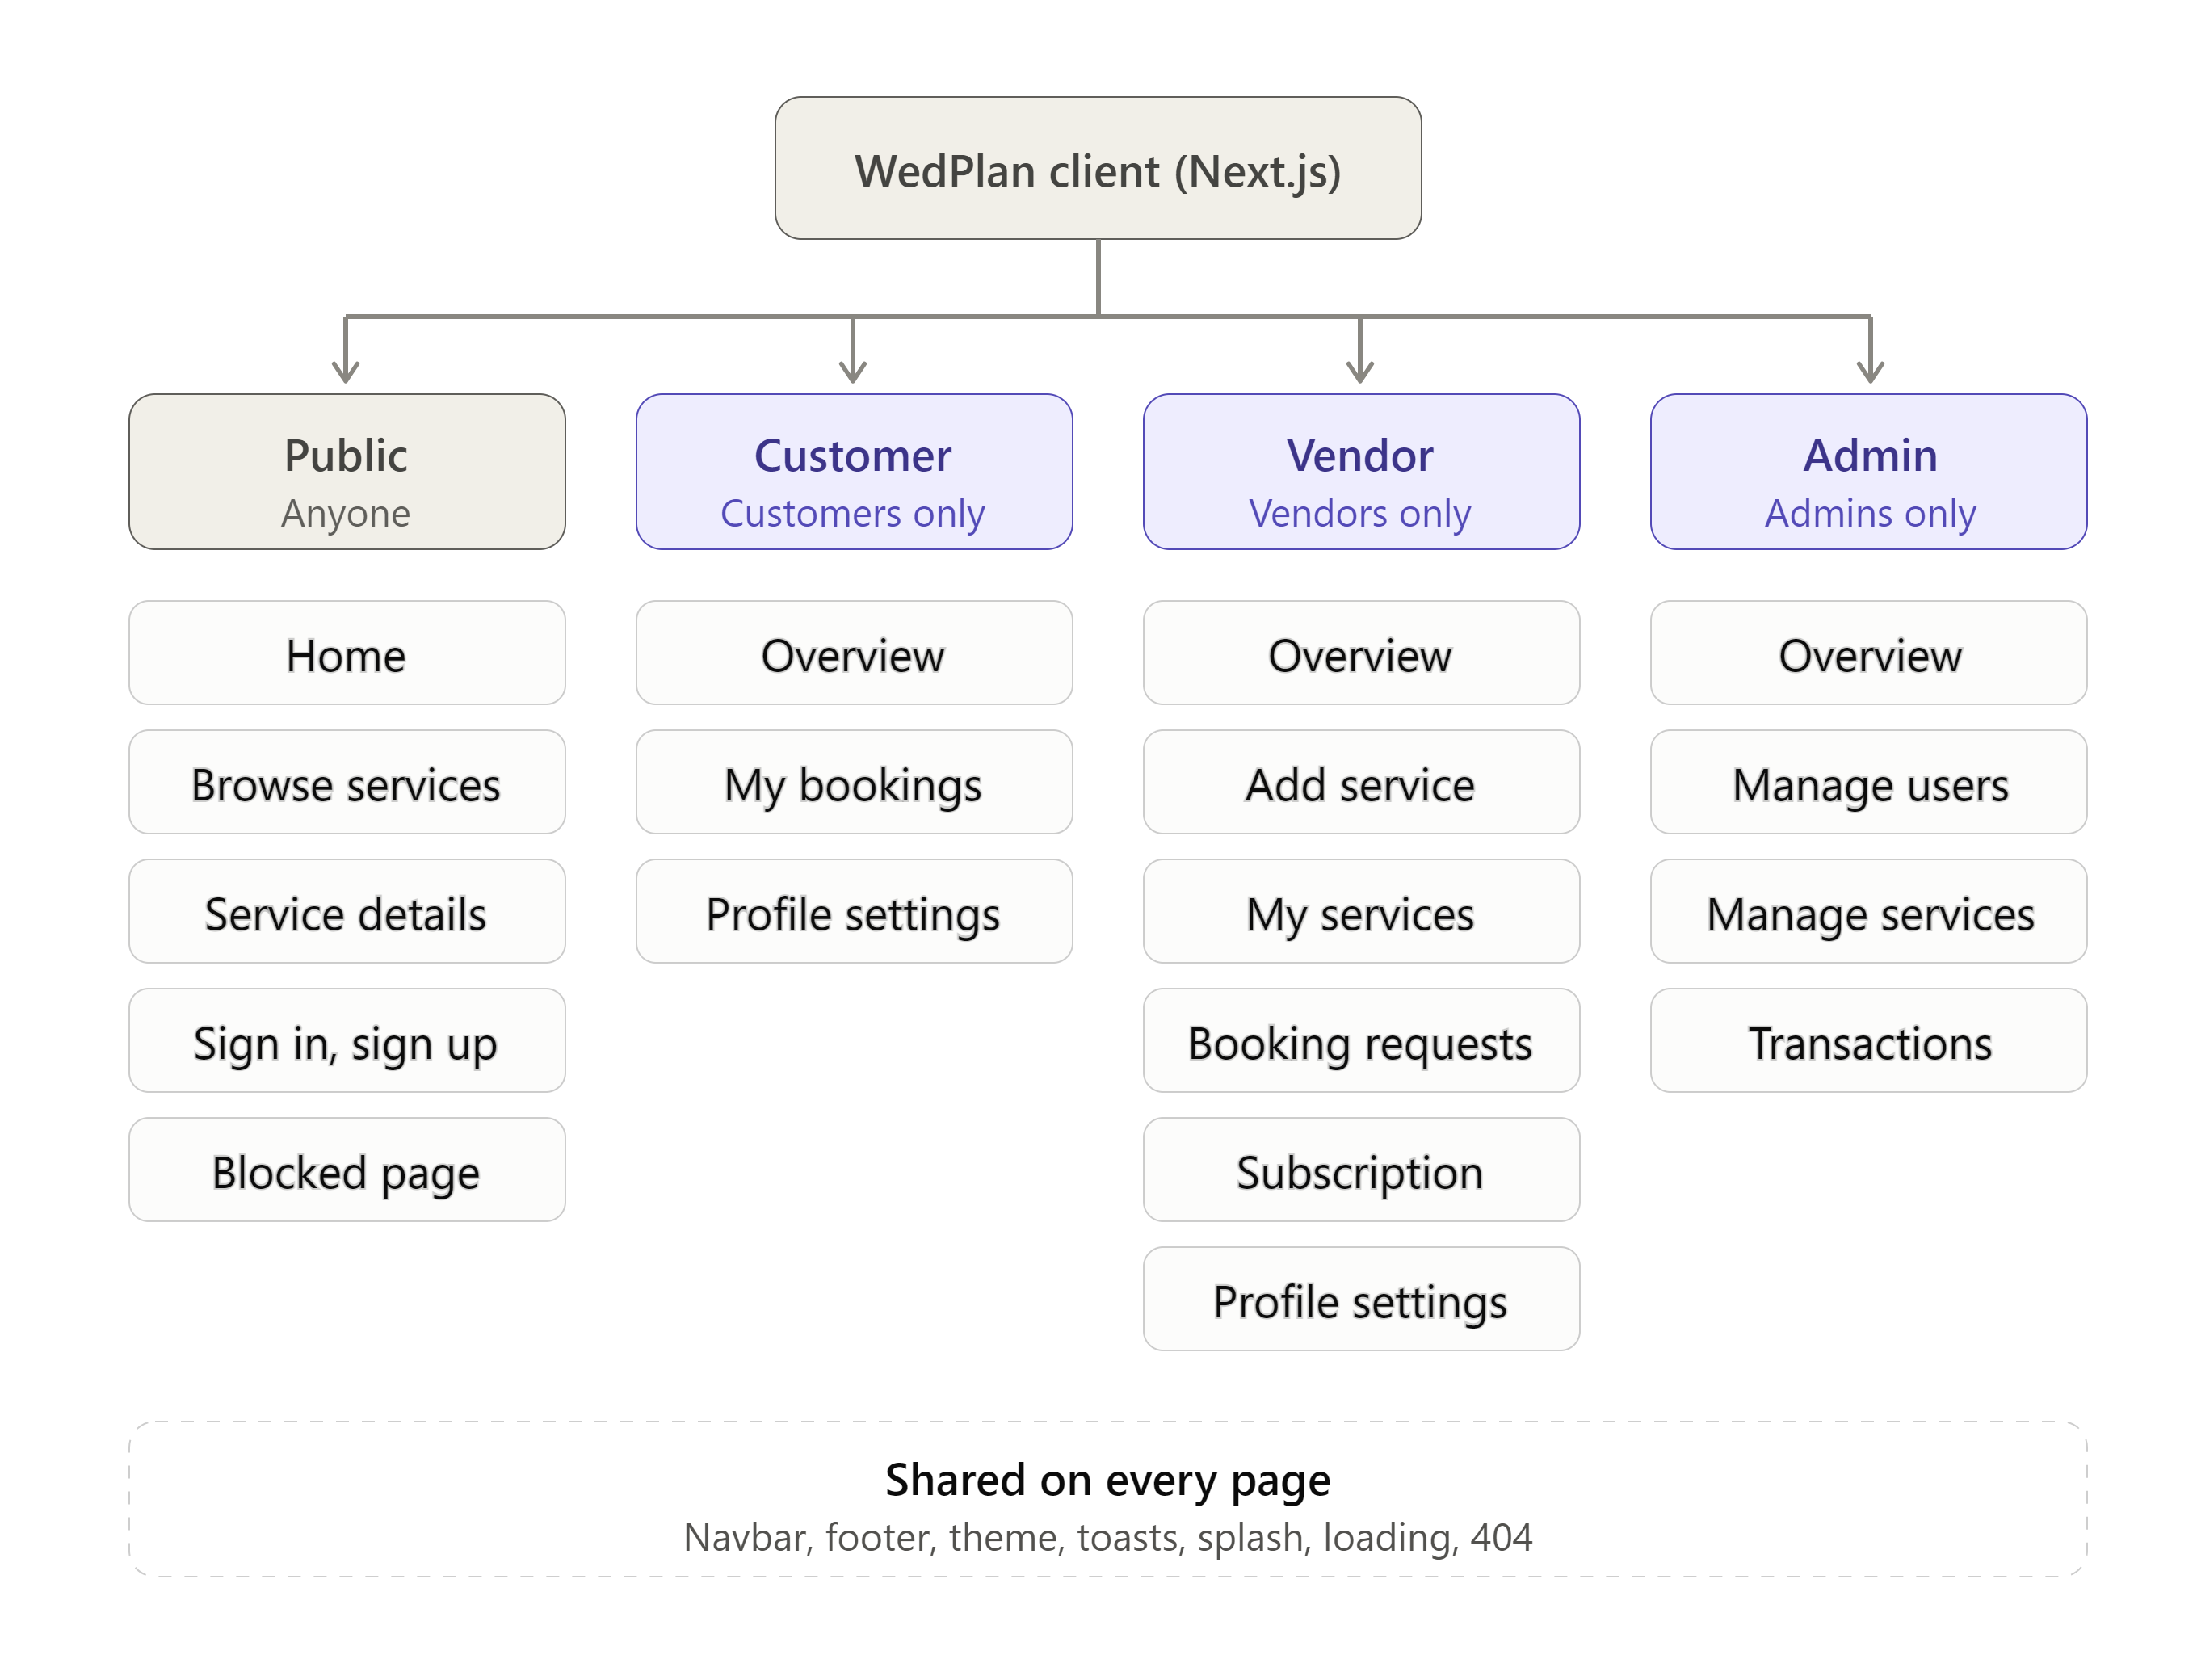 WedPlan client (Next.js)
Public
Anyone
Customer
Customers only
Vendor
Vendors only
Admin
Admins only
Home
Browse services
Service details
Sign in, sign up
Blocked page
Overview
My bookings
Profile settings
Overview
Add service
My services
Booking requests
Subscription
Profile settings
Overview
Manage users
Manage services
Transactions
Shared on every page
Navbar, footer, theme, toasts, splash, loading, 404